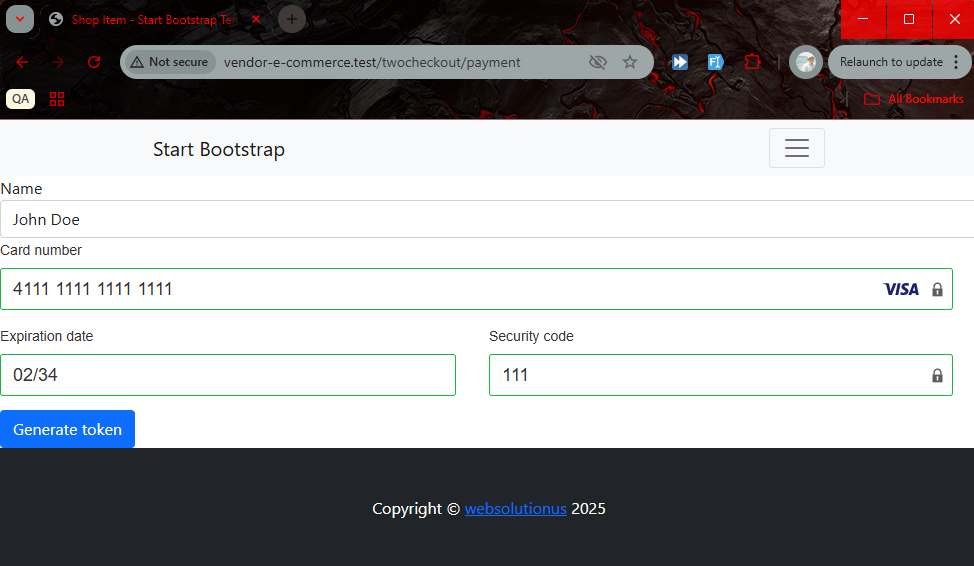 Shop Item - Start Bootstrap Te
Not secure vendor-e-commerce.test/twocheckout/payment Relaunch to update
QA All Bookmarks
Start Bootstrap
Name
John Doe
Card number
4111 1111 1111 1111 VISA
Expiration date Security code
02/34 111
Generate token
Copyright © websolutionus 2025